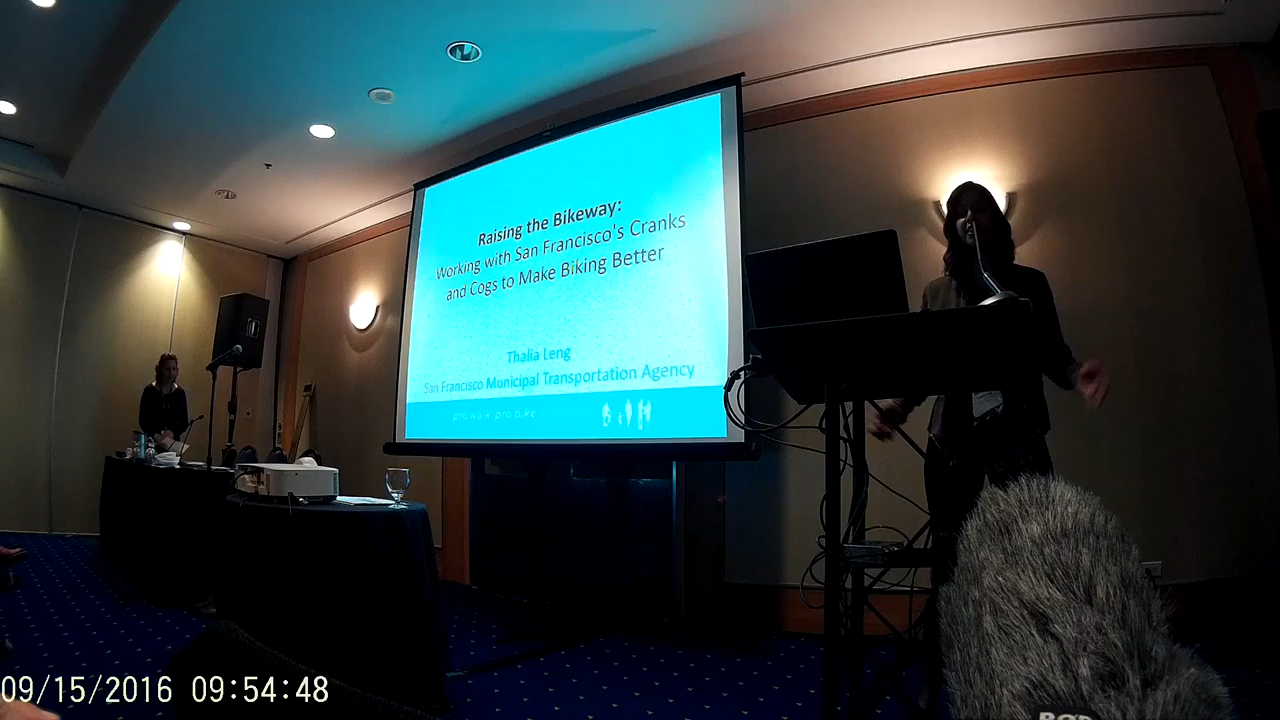 Raising the Bikeway:
Working with San Francisco's Cranks
and Cogs to Make Biking Better
Thalia Leng
San Francisco Municipal Transportation Agency
pro walk pro bike
09/15/2016 09:54:48